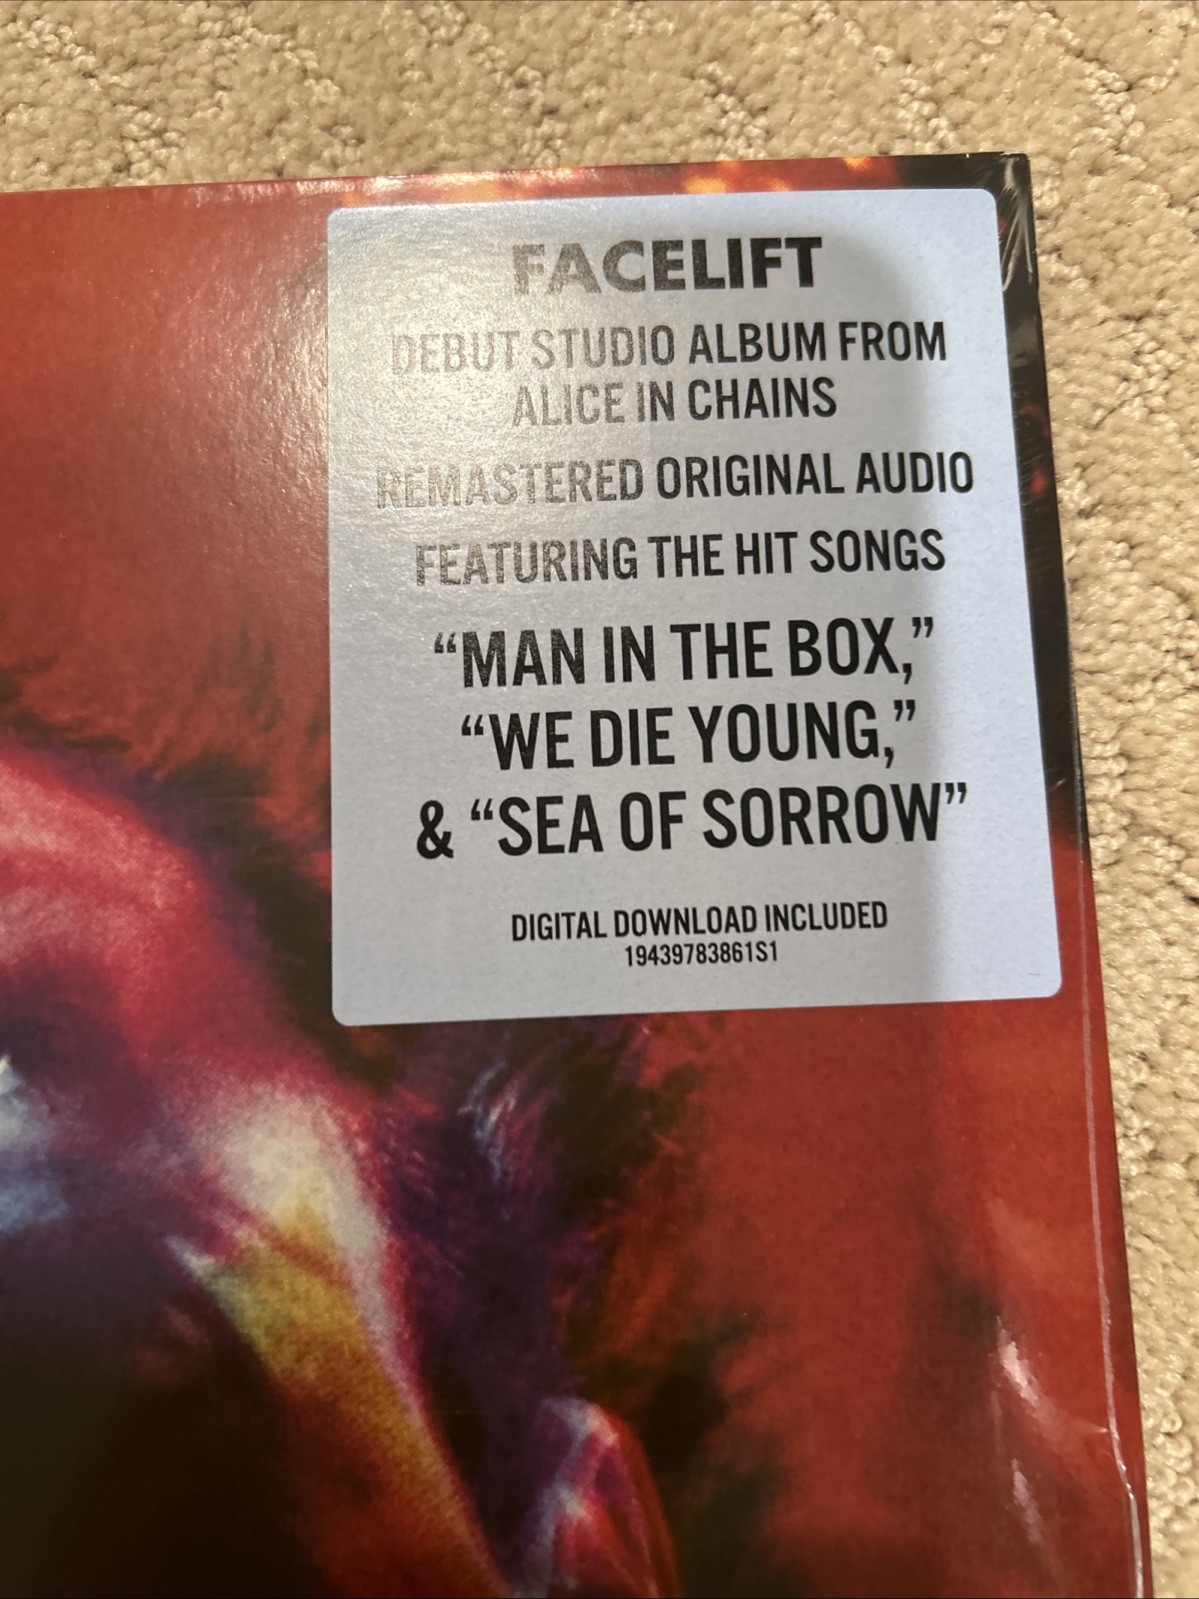 FACELIFT
DEBUT STUDIO ALBUM FROM
ALICE IN CHAINS
REMASTERED ORIGINAL AUDIO
FEATURING THE HIT SONGS
“MAN IN THE BOX,”
“WE DIE YOUNG,”
& “SEA OF SORROW”
DIGITAL DOWNLOAD INCLUDED
19439783861S1